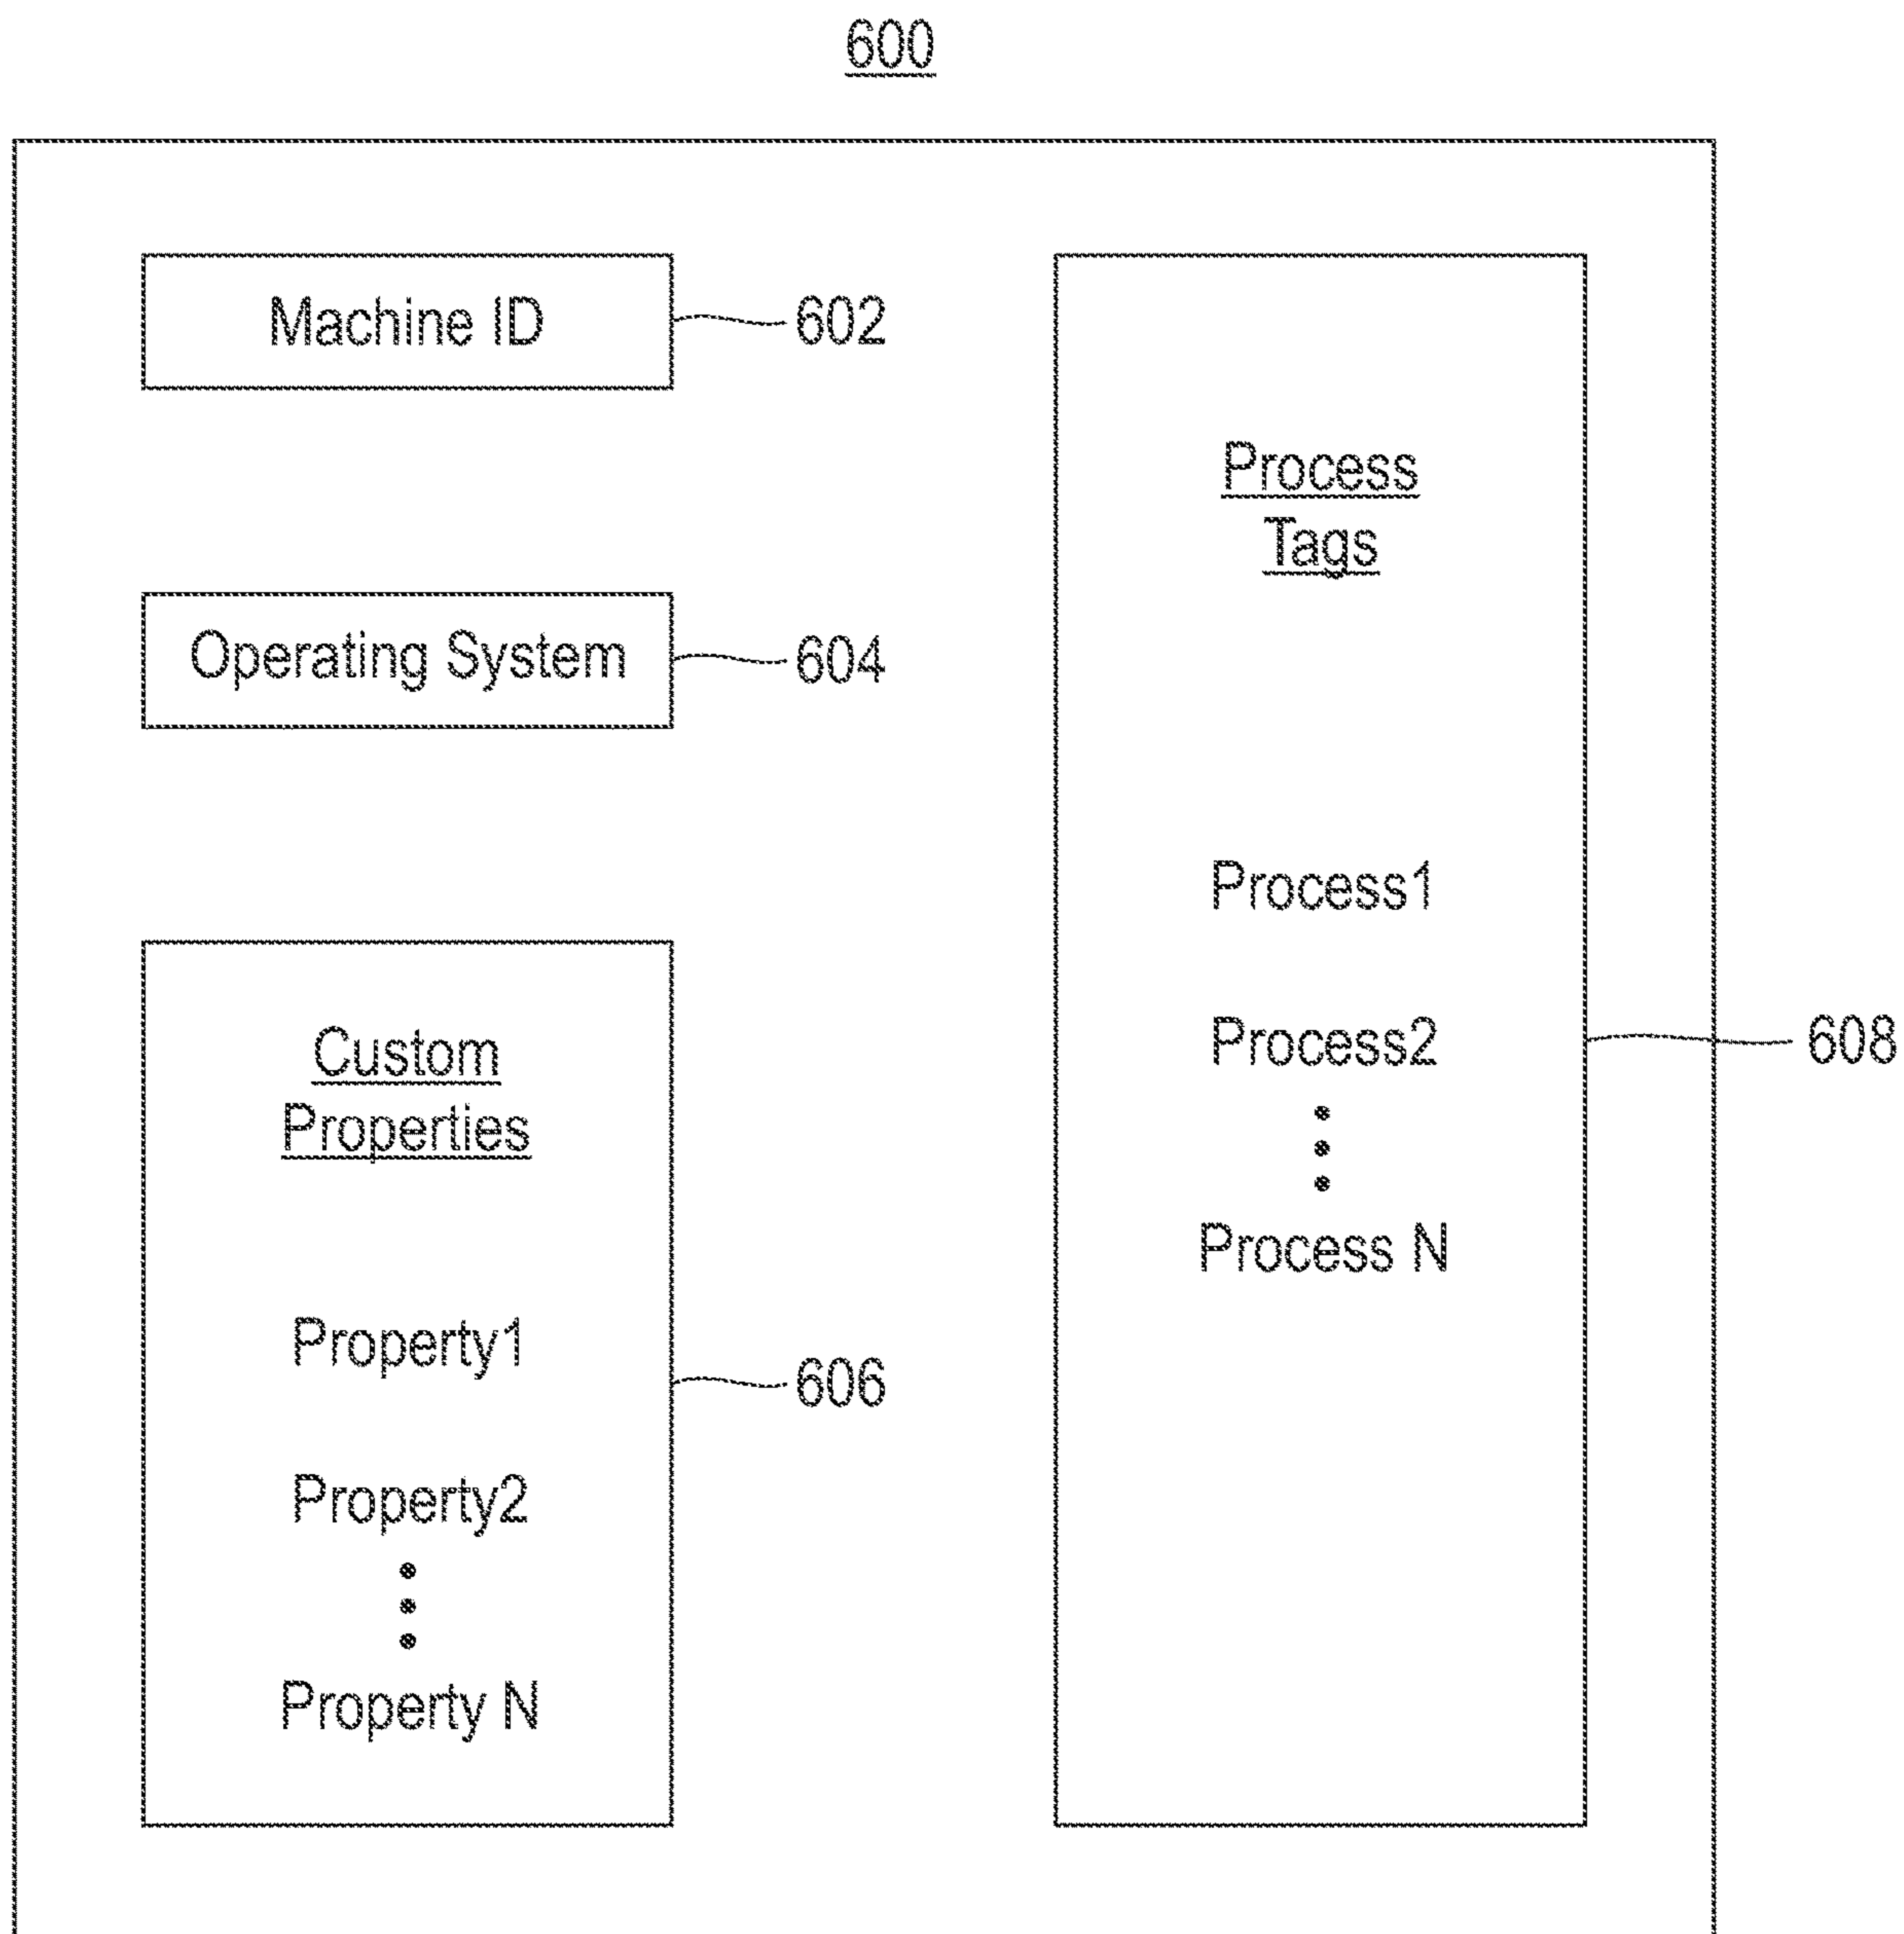 600
Machine ID
602
Operating System
604
Custom
Properties
Property1
Property2
Property N
606
Process
Tags
Process1
Process2
Process N
608